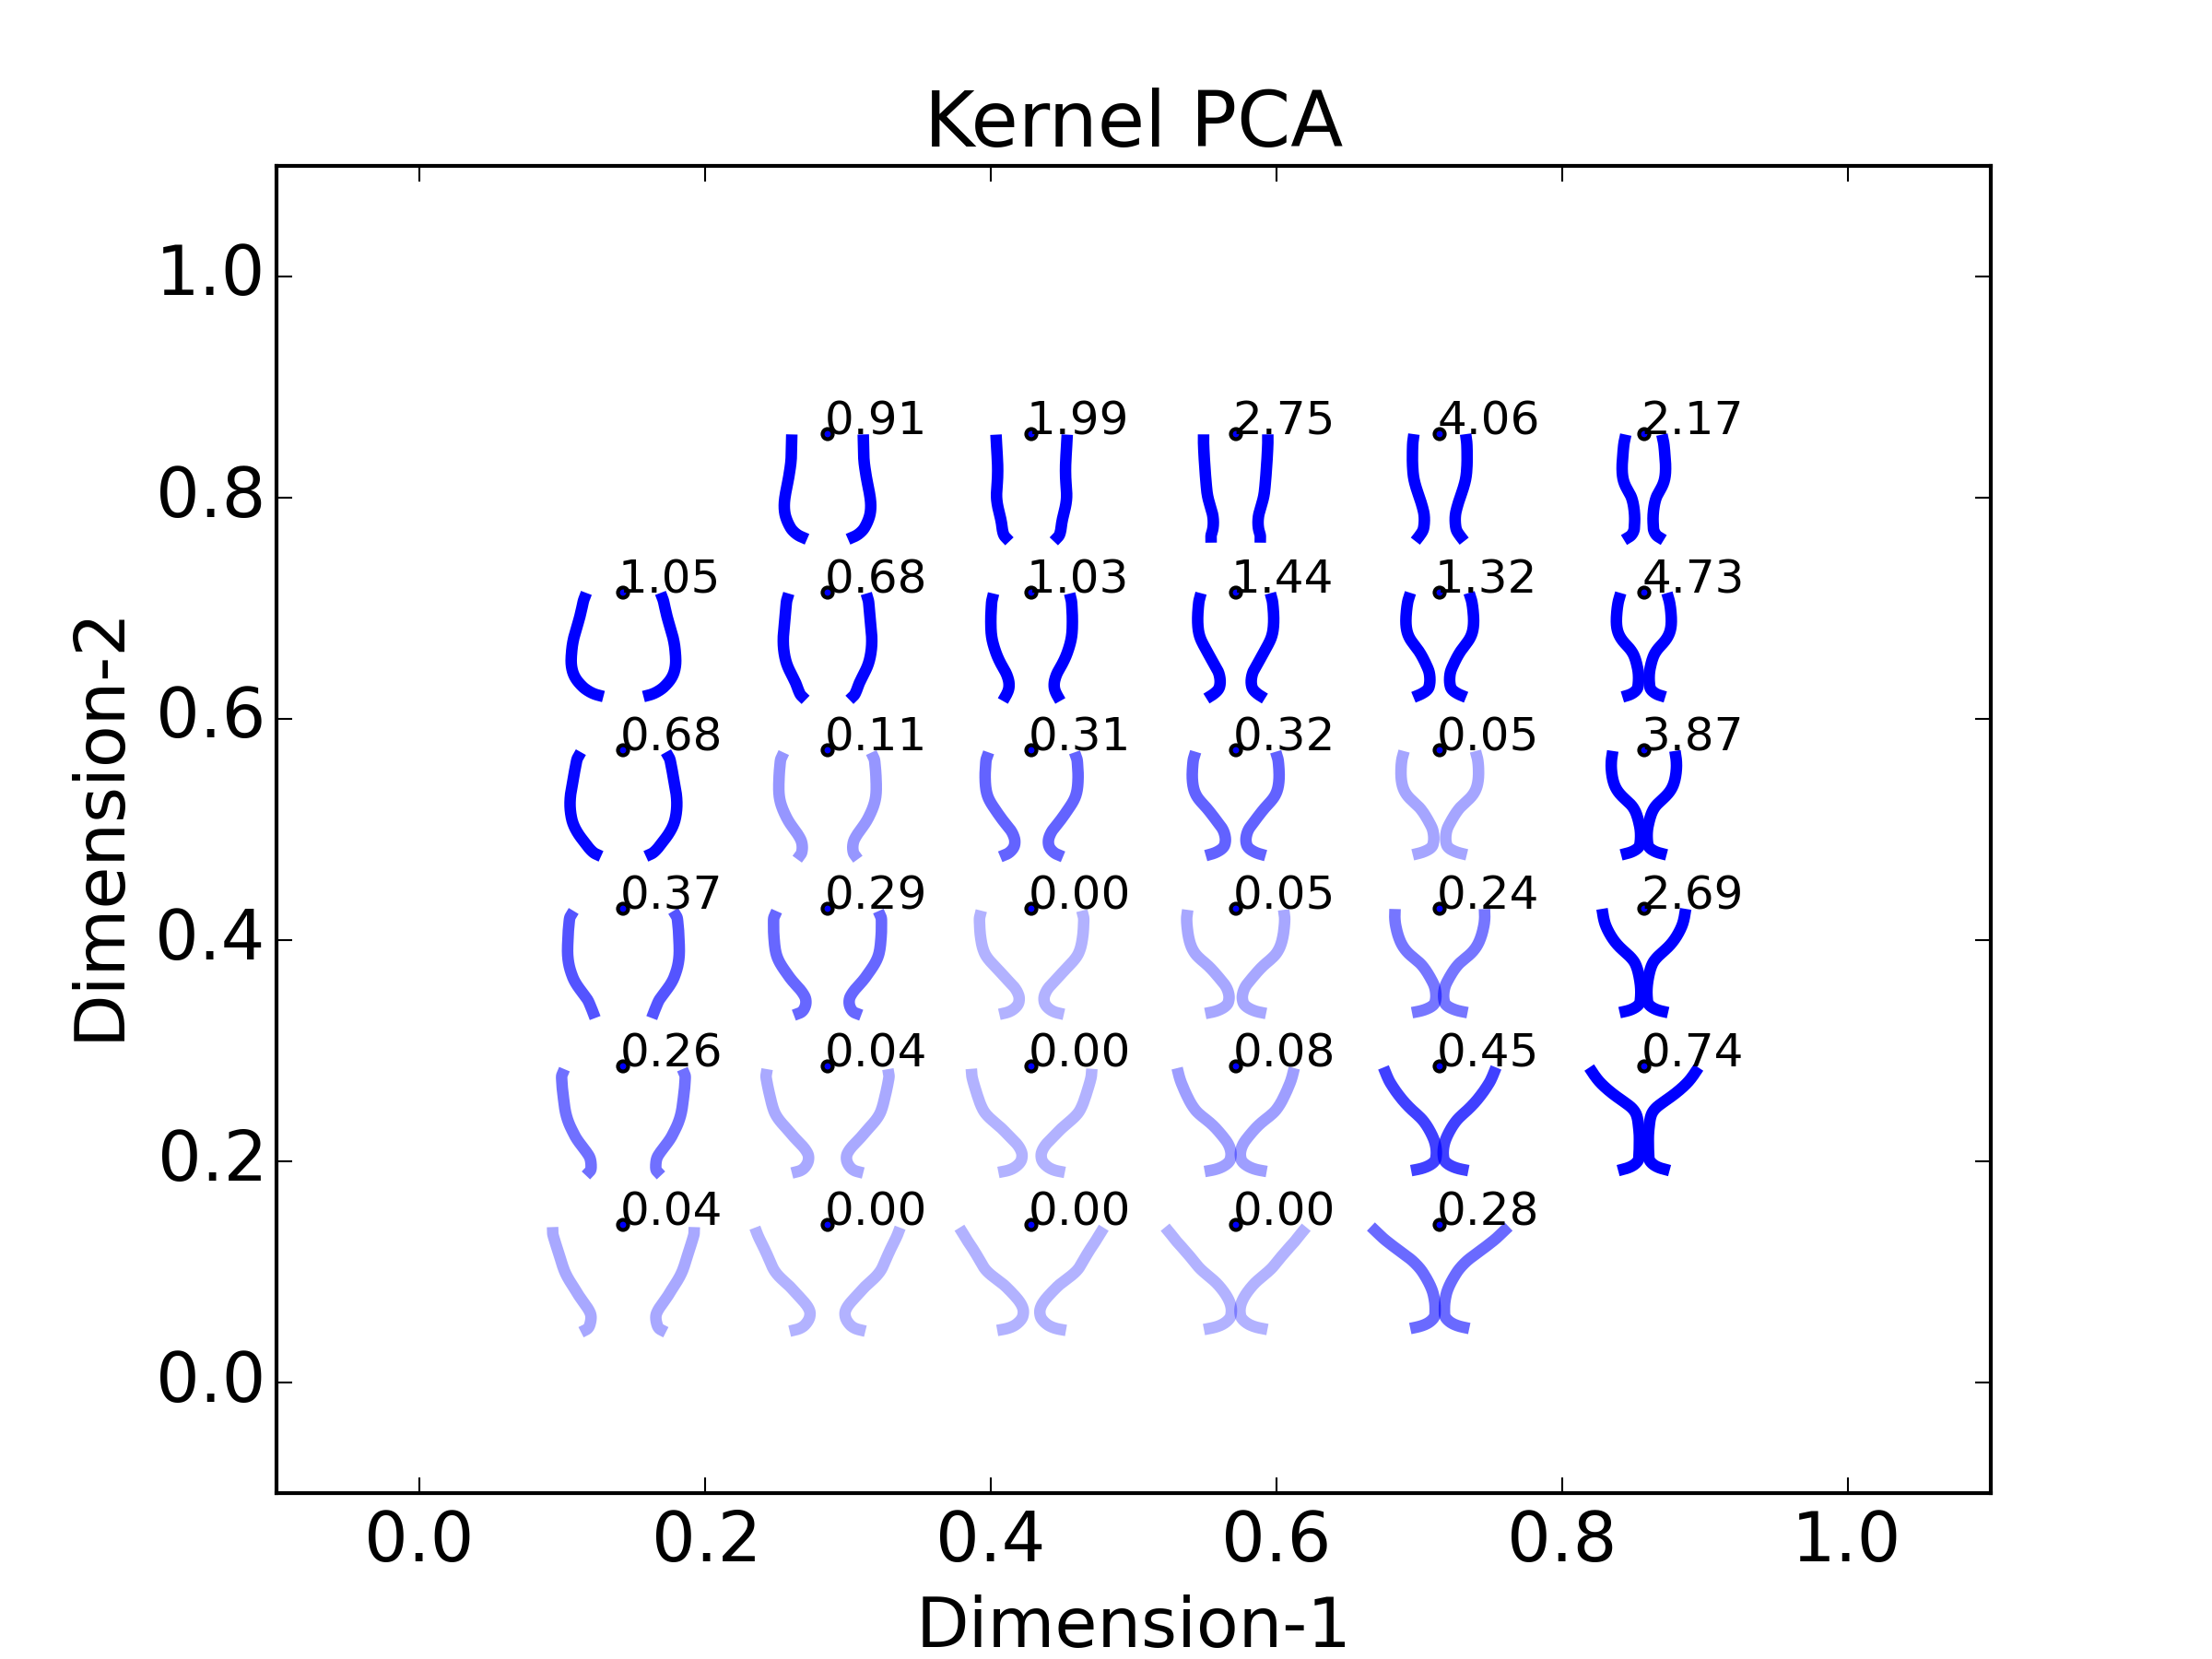 Kernel PCA
1.0
0.91 1.99 2.75 4.06 2.17
0.8
1.05 0.68 1.03 1.44 1.32 4.73
0.6
0.68 0.11 0.31 0.32 0.05 3.87
0.37 0.29 0.00 0.05 0.24 2.69
0.4
0.26 0.04 0.00 0.08 0.45 0.74
0.2
0.04 0.00 0.00 0.00 0.28
0.0
Dimension-2
0.0 0.2 0.4 0.6 0.8 1.0
Dimension-1